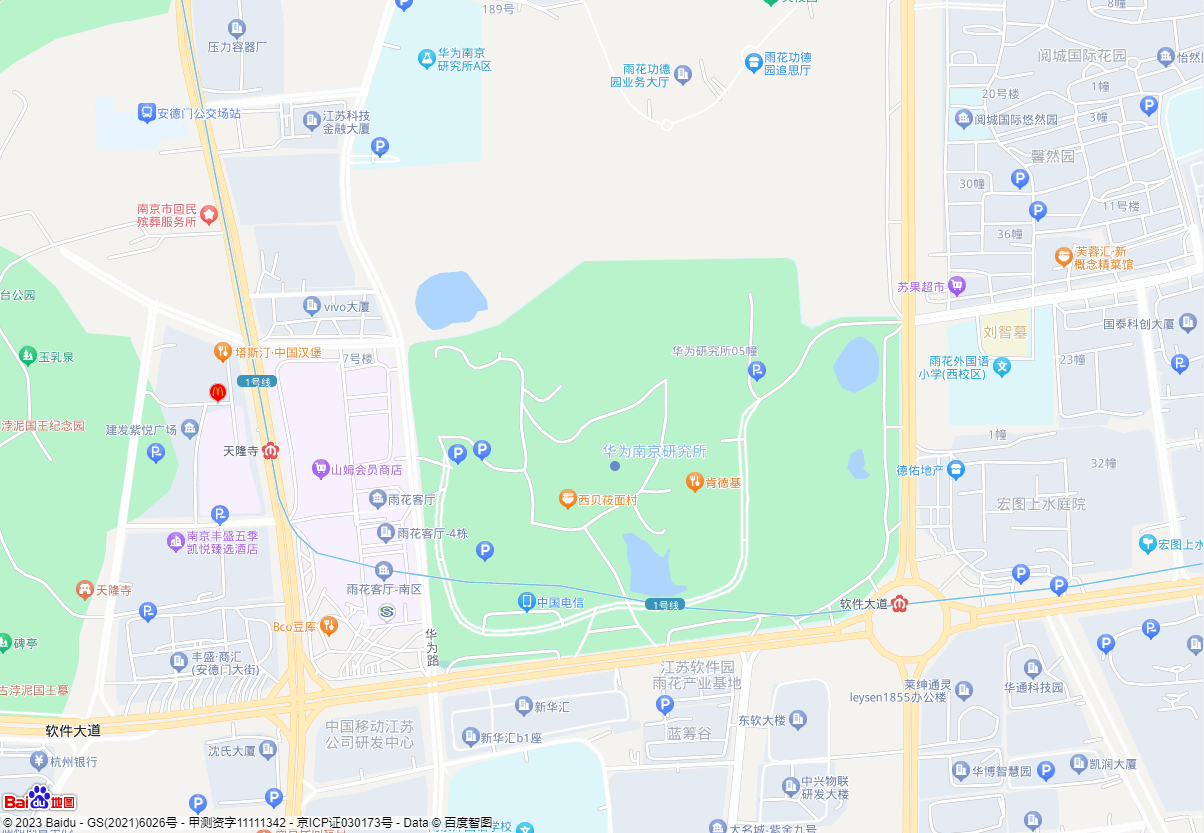 189号
8幢
压力容器厂
华为南京
研究所A区
雨花功德
园业务大厅
雨花功德
园追思厅
阅城国际花园
怡然
1幢
20号楼
安德门公交场站
江苏科技
金融大厦
阅城国际悠然园
3幢
馨然园
30幢
11号楼
南京市回民
殡葬服务所
36幢
芙蓉汇·新
概念精菜馆
苏果超市
台公园
vivo大厦
国泰科创大厦
刘智墓
玉乳泉
塔斯汀·中国汉堡
7号楼
华为研究所05幢
23幢
雨花外国语
小学(西校区)
1号线
浡泥国王纪念园
建发紫悦广场
天隆寺
1幢
华为南京研究所
32幢
山姆会员商店
德佑地产
肯德基
雨花客厅
西贝莜面村
宏图上水庭院
雨花客厅-4栋
南京丰盛五季
凯悦臻选酒店
宏图上水
天隆寺
雨花客厅-南区
中国电信
1号线
软件大道
Bco豆库
华为路
碑亭
丰盛·商汇
(安德门大街)
江苏软件园
雨花产业基地
古浡泥国王墓
华通科技园
莱绅通灵
leysen1855办公楼
新华汇
东软大楼
软件大道
中国移动江苏
公司研发中心
蓝筹谷
新华汇b1座
沈氏大厦
杭州银行
华博智慧园
凯润大厦
中兴物联
研发大楼
Bai du 地图
© 2023 Baidu - GS(2021)6026号 - 甲测资字11111342 - 京ICP证030173号 - Data © 百度智图
大名城-紫金九号